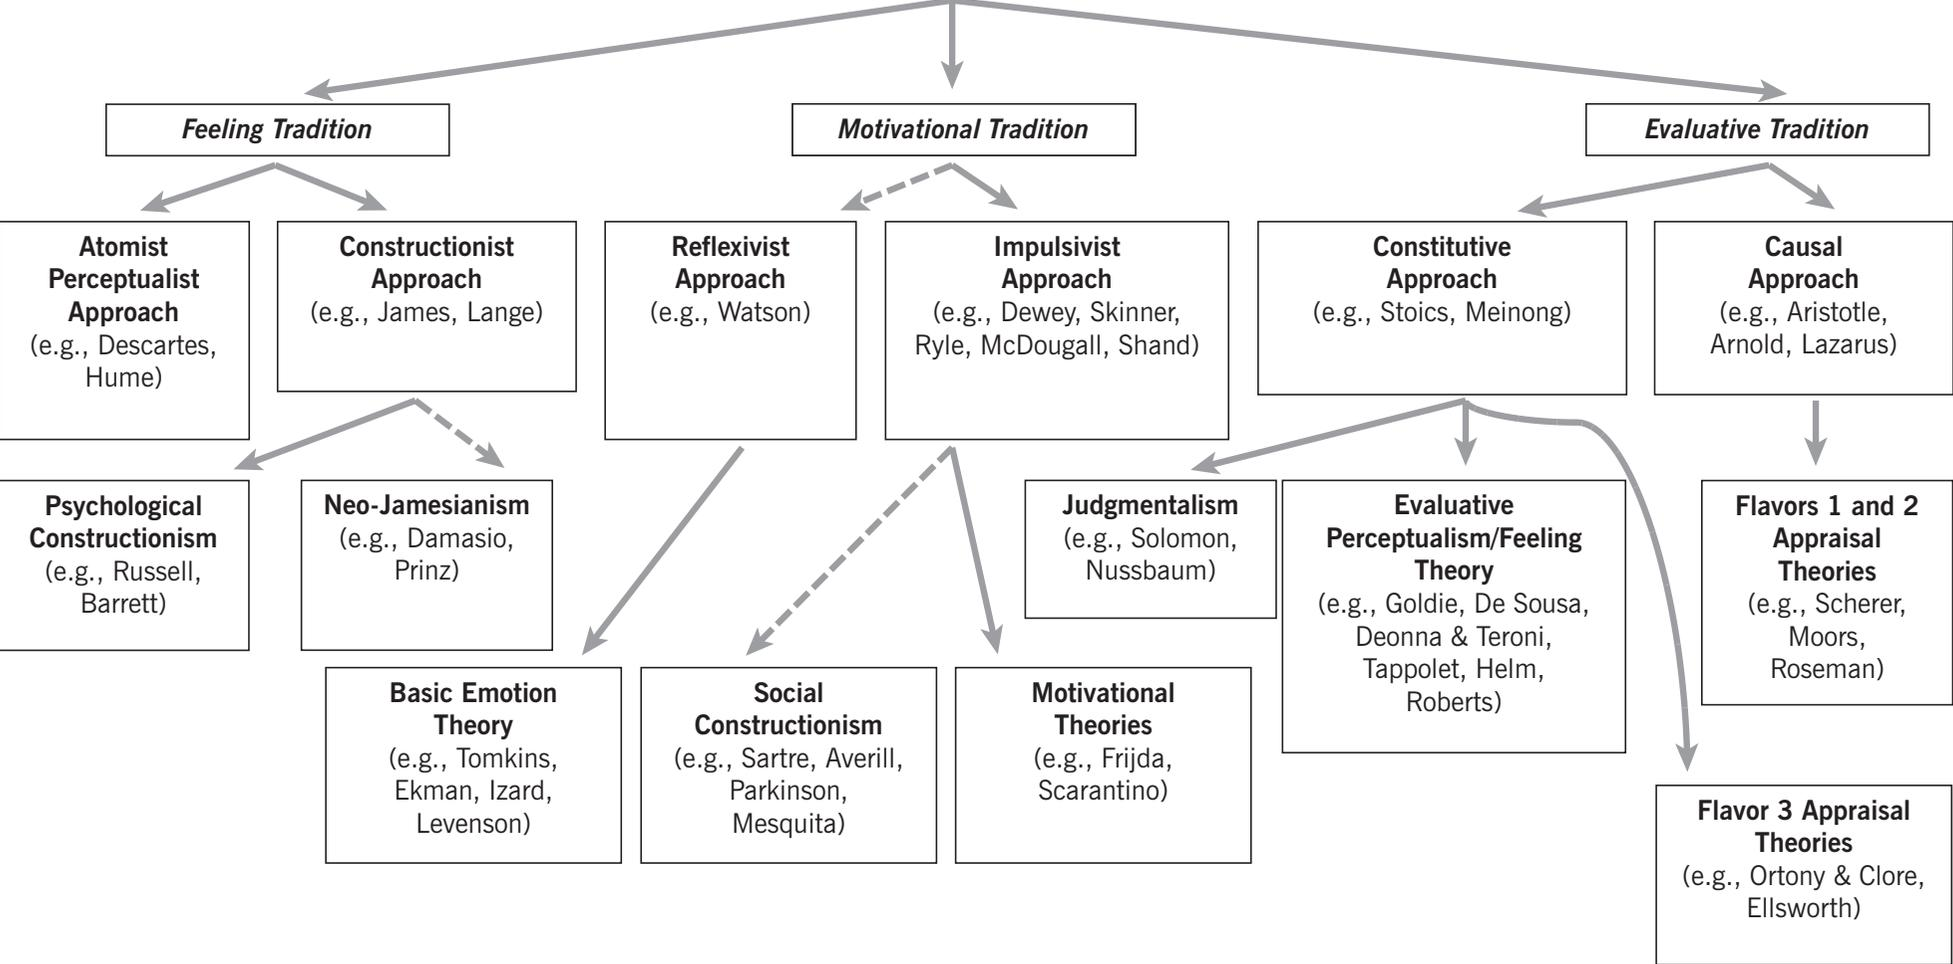 Feeling Tradition
Motivational Tradition
Evaluative Tradition
Atomist
Perceptualist
Approach
(e.g., Descartes,
Hume)
Constructionist
Approach
(e.g., James, Lange)
Reflexivist
Approach
(e.g., Watson)
Impulsivist
Approach
(e.g., Dewey, Skinner,
Ryle, McDougall, Shand)
Constitutive
Approach
(e.g., Stoics, Meinong)
Causal
Approach
(e.g., Aristotle,
Arnold, Lazarus)
Psychological
Constructionism
(e.g., Russell,
Barrett)
Neo-Jamesianism
(e.g., Damasio,
Prinz)
Judgmentalism
(e.g., Solomon,
Nussbaum)
Evaluative
Perceptualism/Feeling
Theory
(e.g., Goldie, De Sousa,
Deonna & Teroni,
Tappolet, Helm,
Roberts)
Flavors 1 and 2
Appraisal
Theories
(e.g., Scherer,
Moors,
Roseman)
Basic Emotion
Theory
(e.g., Tomkins,
Ekman, Izard,
Levenson)
Social
Constructionism
(e.g., Sartre, Averill,
Parkinson,
Mesquita)
Motivational
Theories
(e.g., Frijda,
Scarantino)
Flavor 3 Appraisal
Theories
(e.g., Ortony & Clore,
Ellsworth)